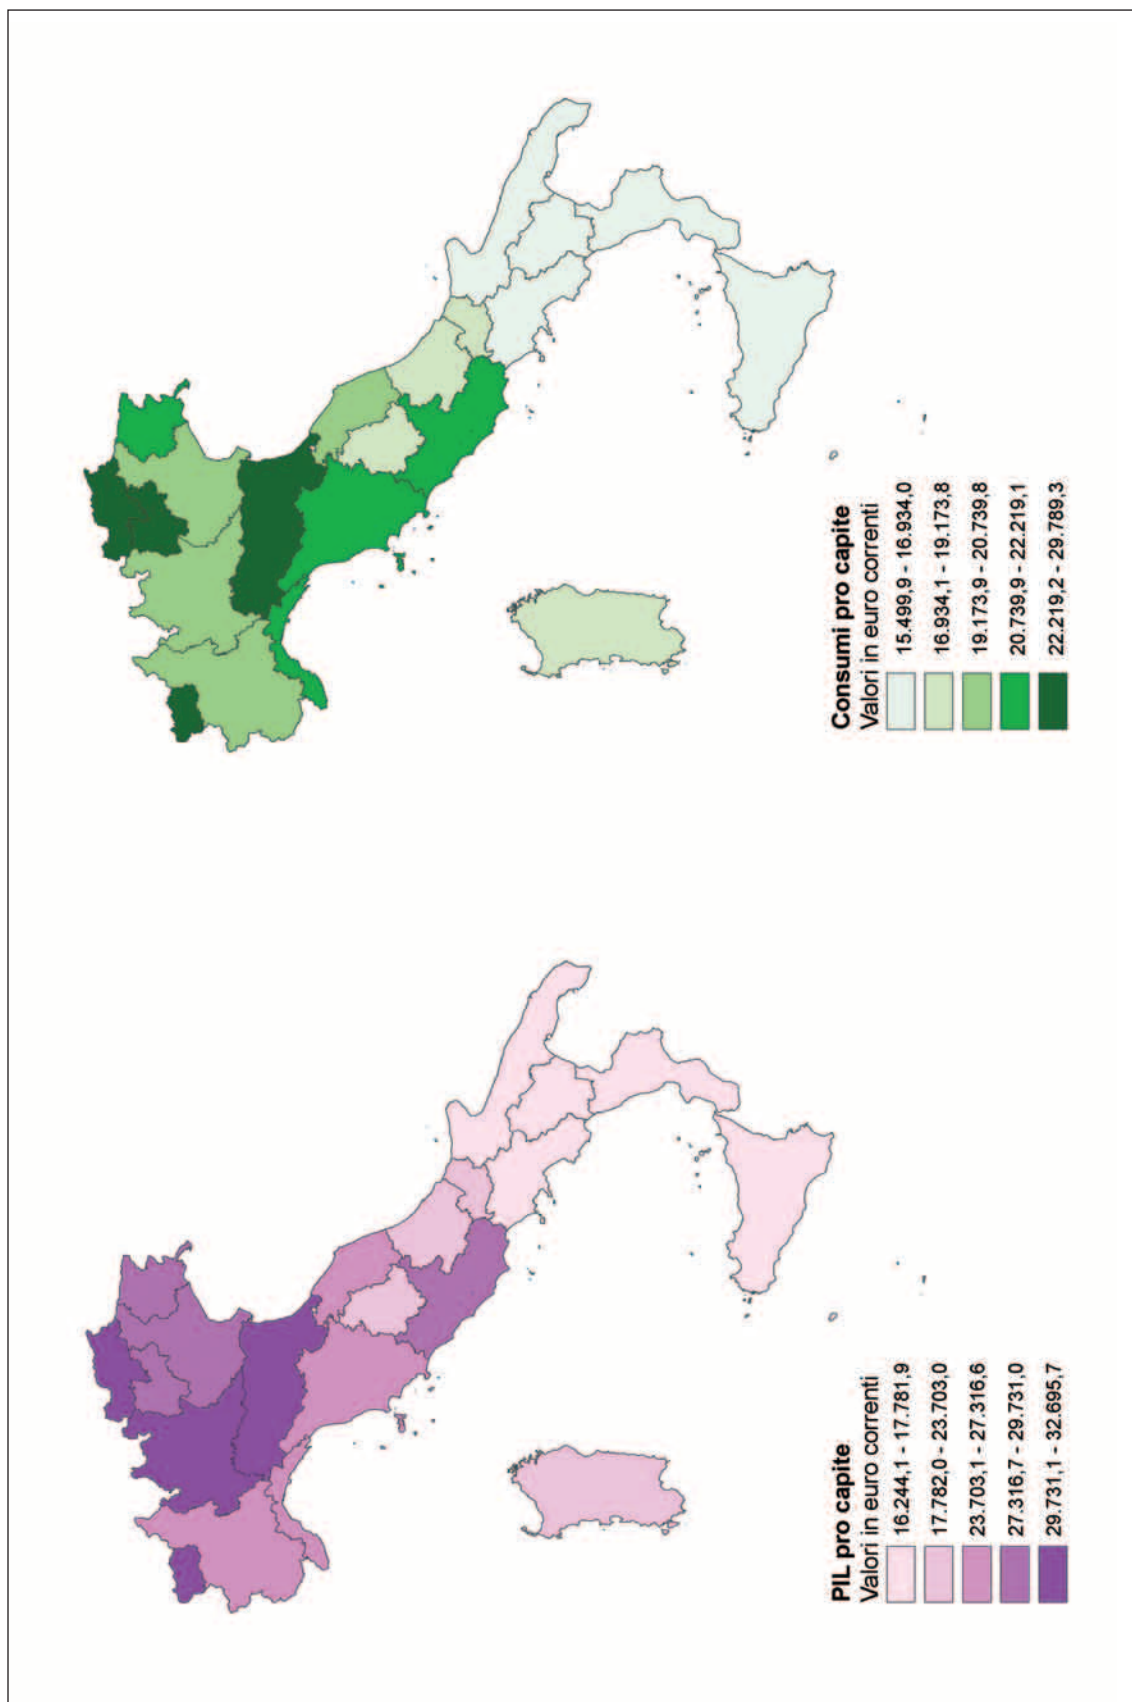 PIL pro capite
Valori in euro correnti
16.244,1 - 17.781,9
17.782,0 - 23.703,0
23.703,1 - 27.316,6
27.316,7 - 29.731,0
29.731,1 - 32.695,7
Consumi pro capite
Valori in euro correnti
15.499,9 - 16.934,0
16.934,1 - 19.173,8
19.173,9 - 20.739,8
20.739,9 - 22.219,1
22.219,2 - 29.789,3